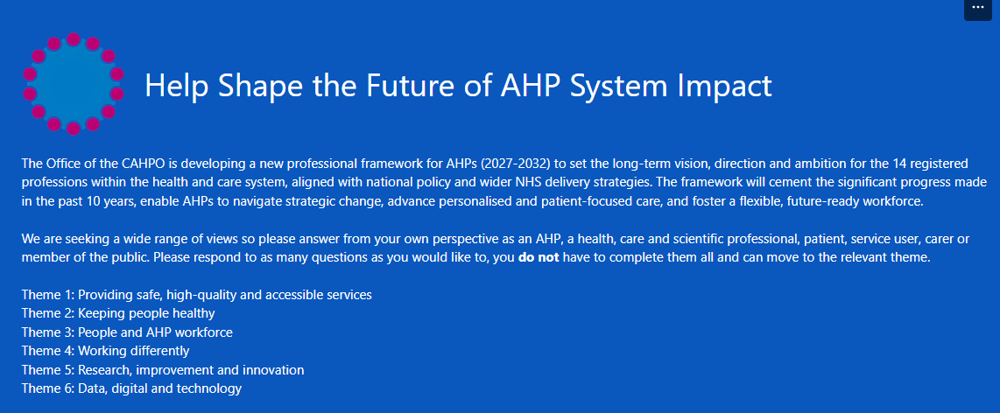 Help Shape the Future of AHP System Impact
The Office of the CAHPO is developing a new professional framework for AHPs (2027-2032) to set the long-term vision, direction and ambition for the 14 registered
professions within the health and care system, aligned with national policy and wider NHS delivery strategies. The framework will cement the significant progress made
in the past 10 years, enable AHPs to navigate strategic change, advance personalised and patient-focused care, and foster a flexible, future-ready workforce.
We are seeking a wide range of views so please answer from your own perspective as an AHP, a health, care and scientific professional, patient, service user, carer or
member of the public. Please respond to as many questions as you would like to, you do not have to complete them all and can move to the relevant theme.
Theme 1: Providing safe, high-quality and accessible services
Theme 2: Keeping people healthy
Theme 3: People and AHP workforce
Theme 4: Working differently
Theme 5: Research, improvement and innovation
Theme 6: Data, digital and technology